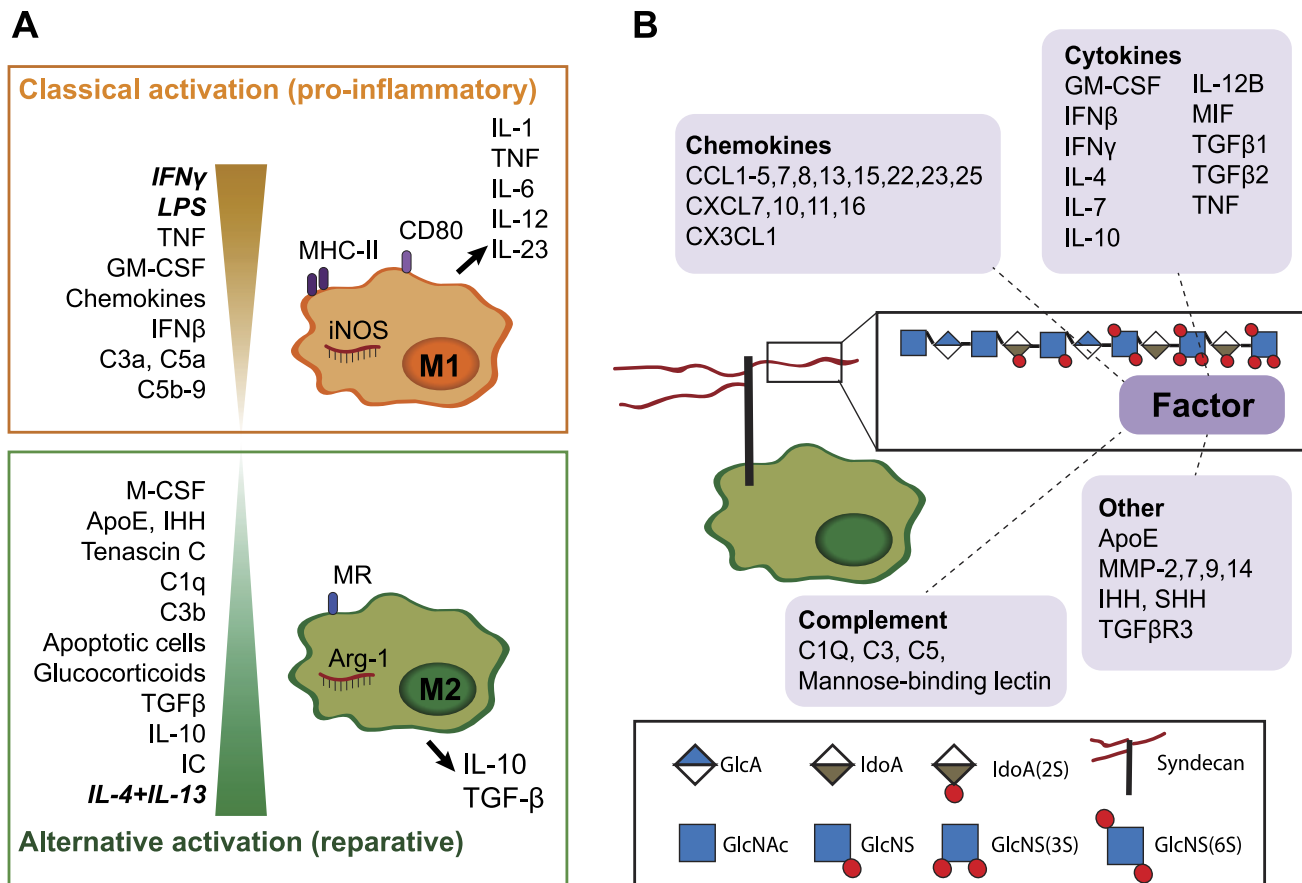 A
Classical activation (pro-inflammatory)
IFNγ
LPS
TNF
GM-CSF
Chemokines
IFNβ
C3a, C5a
C5b-9
MHC-II
CD80
IL-1
TNF
IL-6
IL-12
IL-23
iNOS
M1
M-CSF
ApoE, IHH
Tenascin C
C1q
C3b
Apoptotic cells
Glucocorticoids
TGFβ
IL-10
IC
IL-4+IL-13
MR
Arg-1
M2
IL-10
TGF-β
Alternative activation (reparative)
B
Chemokines
CCL1-5,7,8,13,15,22,23,25
CXCL7,10,11,16
CX3CL1
Cytokines
GM-CSF
IFNβ
IFNγ
IL-4
IL-7
IL-10
IL-12B
MIF
TGFβ1
TGFβ2
TNF
Factor
Complement
C1Q, C3, C5,
Mannose-binding lectin
Other
ApoE
MMP-2,7,9,14
IHH, SHH
TGFβR3
GlcA
IdoA
IdoA(2S)
Syndecan
GlcNAc
GlcNS
GlcNS(3S)
GlcNS(6S)